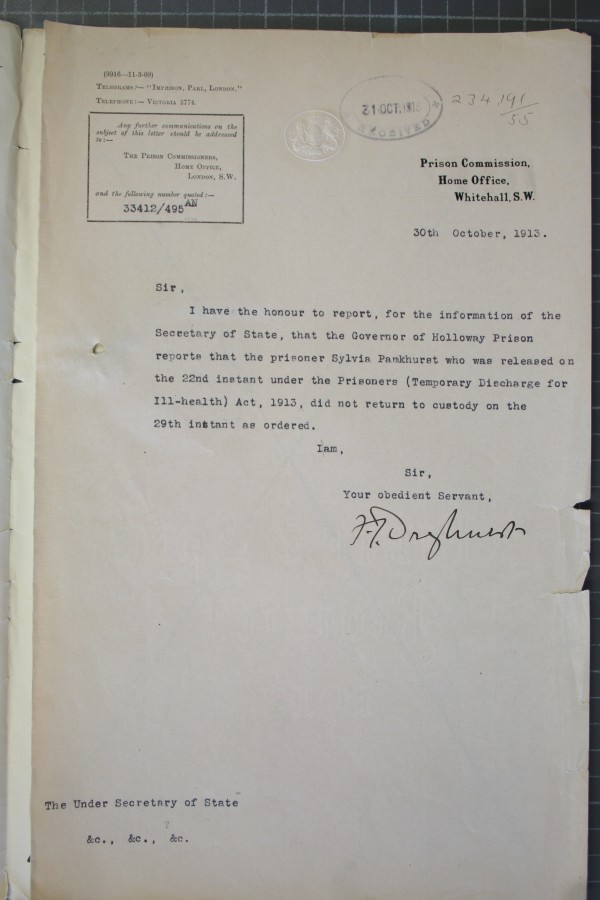 (9916—11-3-09)
Telegrams:— "Imprison, Parl, London."
Telephone:— Victoria 2774.
Any further communications on the
subject of this letter should be addressed
to:—
The Prison Commissioners,
Home Office,
London, S.W.
and the following number quoted:—
33412/495 AN
OCT. 1913
RECEIVED
234,191/55
Prison Commission,
Home Office,
Whitehall, S.W.
30th October, 1913.
Sir,
I have the honour to report, for the information of the
Secretary of State, that the Governor of Holloway Prison
reports that the prisoner Sylvia Pankhurst who was released on
the 22nd instant under the Prisoners (Temporary Discharge for
Ill-health) Act, 1913, did not return to custody on the
29th instant as ordered.
Iam,
Sir,
Your obedient Servant,
The Under Secretary of State
&c., &c., &c.